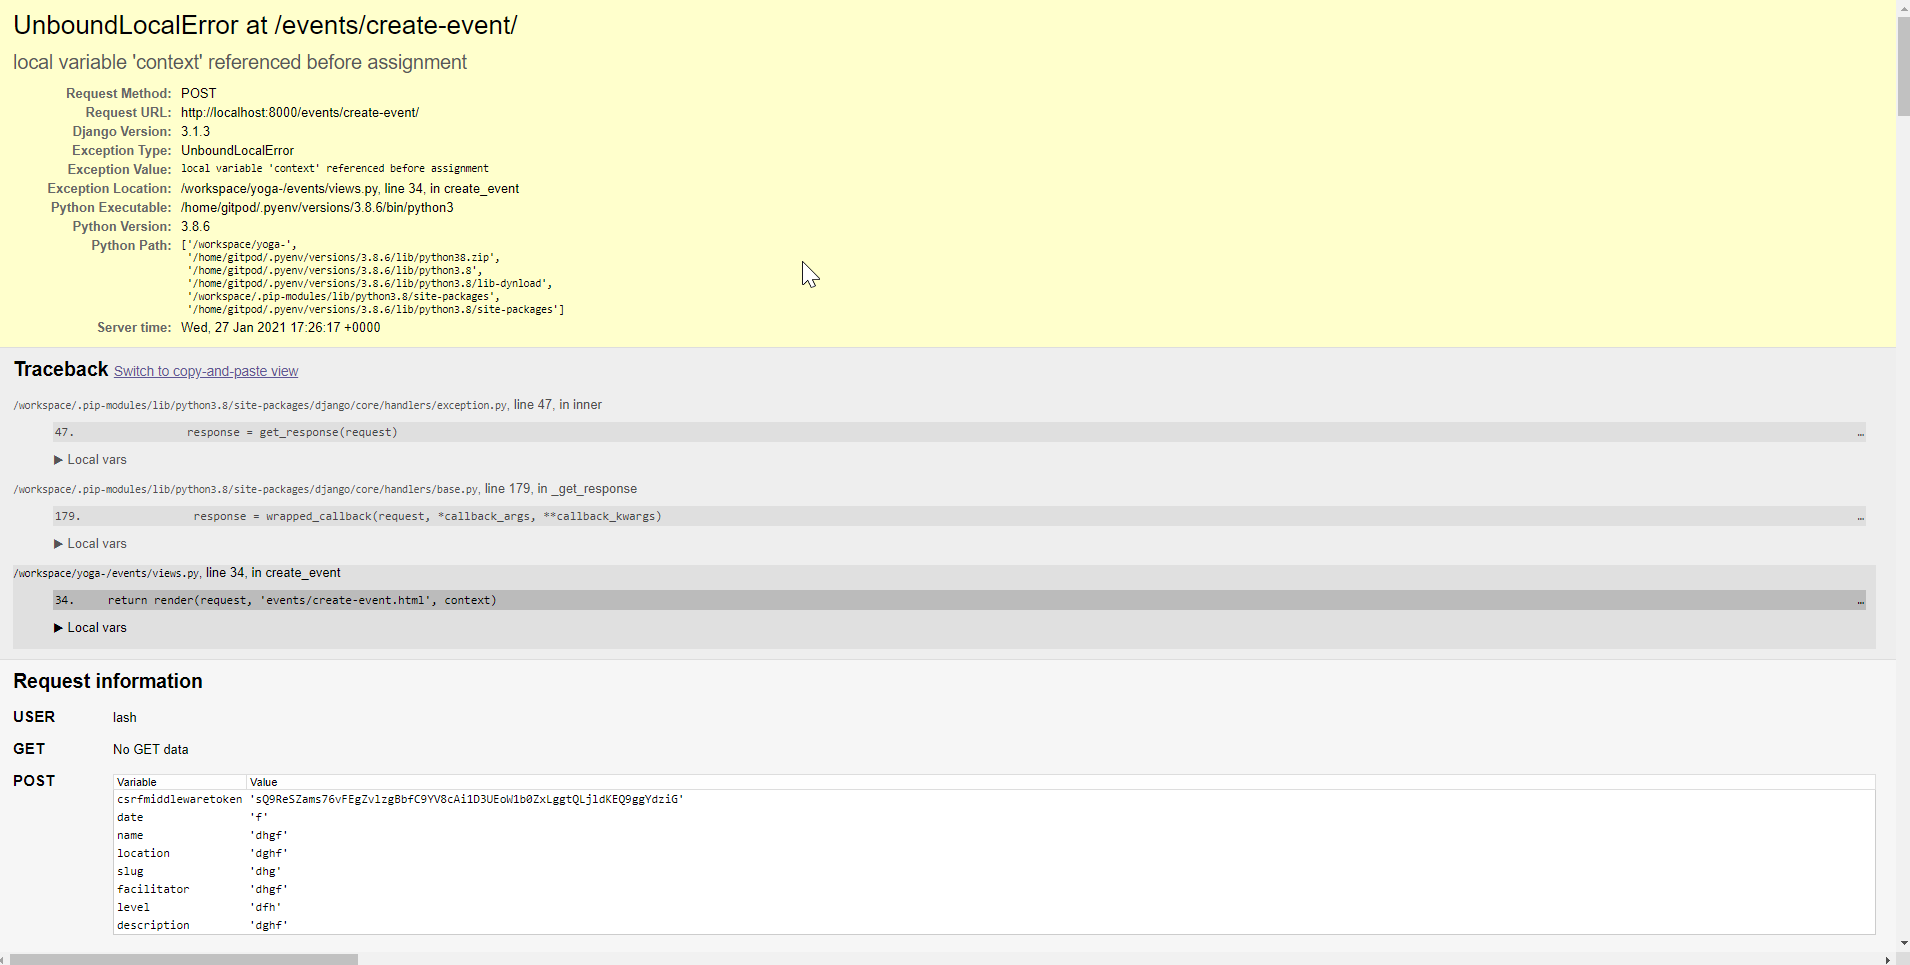 UnboundLocalError at /events/create-event/
local variable 'context' referenced before assignment
Request Method: POST
Request URL: http://localhost:8000/events/create-event/
Django Version: 3.1.3
Exception Type: UnboundLocalError
Exception Value: local variable 'context' referenced before assignment
Exception Location: /workspace/yoga-/events/views.py, line 34, in create_event
Python Executable: /home/gitpod/.pyenv/versions/3.8.6/bin/python3
Python Version: 3.8.6
Python Path: ['/workspace/yoga-',
'/home/gitpod/.pyenv/versions/3.8.6/lib/python38.zip',
'/home/gitpod/.pyenv/versions/3.8.6/lib/python3.8',
'/home/gitpod/.pyenv/versions/3.8.6/lib/python3.8/lib-dynload',
'/workspace/.pip-modules/lib/python3.8/site-packages',
'/home/gitpod/.pyenv/versions/3.8.6/lib/python3.8/site-packages']
Server time: Wed, 27 Jan 2021 17:26:17 +0000
Traceback Switch to copy-and-paste view
/workspace/.pip-modules/lib/python3.8/site-packages/django/core/handlers/exception.py, line 47, in inner
47. response = get_response(request) …
▶ Local vars
/workspace/.pip-modules/lib/python3.8/site-packages/django/core/handlers/base.py, line 179, in _get_response
179. response = wrapped_callback(request, *callback_args, **callback_kwargs) …
▶ Local vars
/workspace/yoga-/events/views.py, line 34, in create_event
34. return render(request, 'events/create-event.html', context) …
▶ Local vars
Request information
USER lash
GET No GET data
POST Variable Value
csrfmiddlewaretoken 'sQ9ReSZams76vFEgZvlzgBbfC9YV8cAi1D3UEoW1b0ZxLggtQLjldKEQ9ggYdziG'
date 'f'
name 'dhgf'
location 'dghf'
slug 'dhg'
facilitator 'dhgf'
level 'dfh'
description 'dghf'